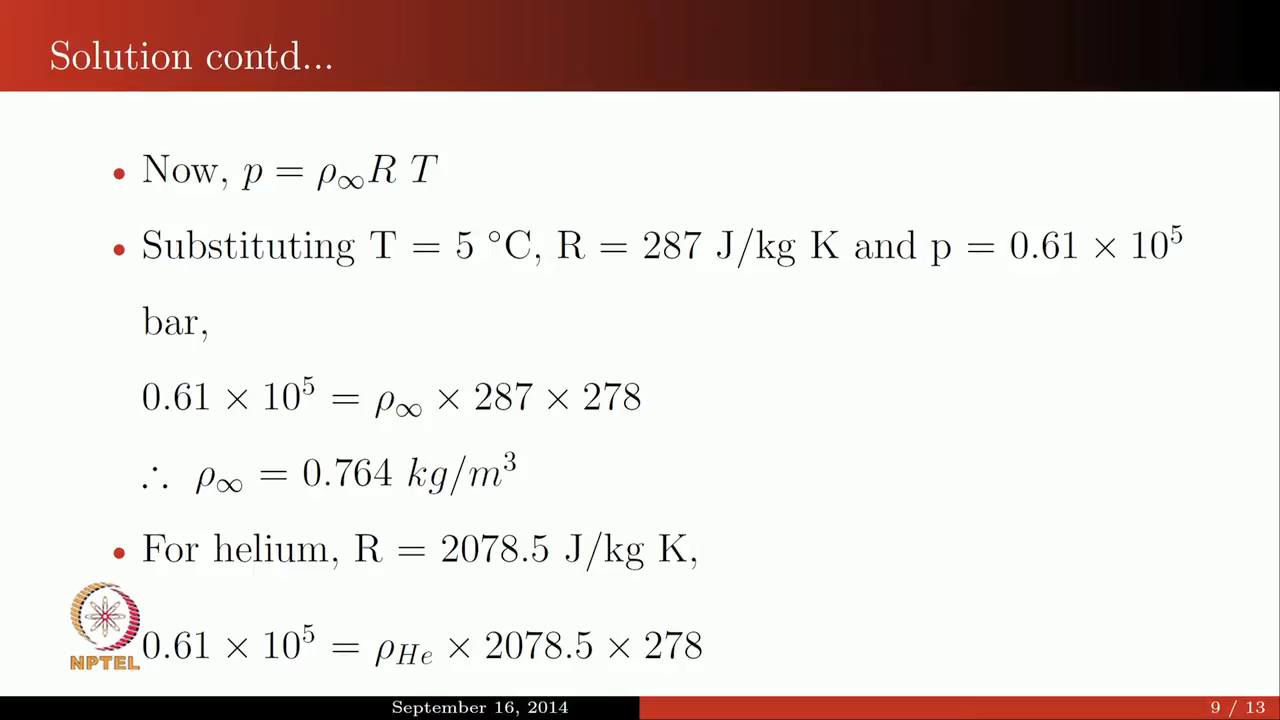 Solution contd...
• Now, p = ρ∞R T
• Substituting T = 5 °C, R = 287 J/kg K and p = 0.61 × 10⁵
bar,
0.61 × 10⁵ = ρ∞ × 287 × 278
∴ ρ∞ = 0.764 kg/m³
• For helium, R = 2078.5 J/kg K,
0.61 × 10⁵ = ρHe × 2078.5 × 278
NPTEL
September 16, 2014
9 / 13